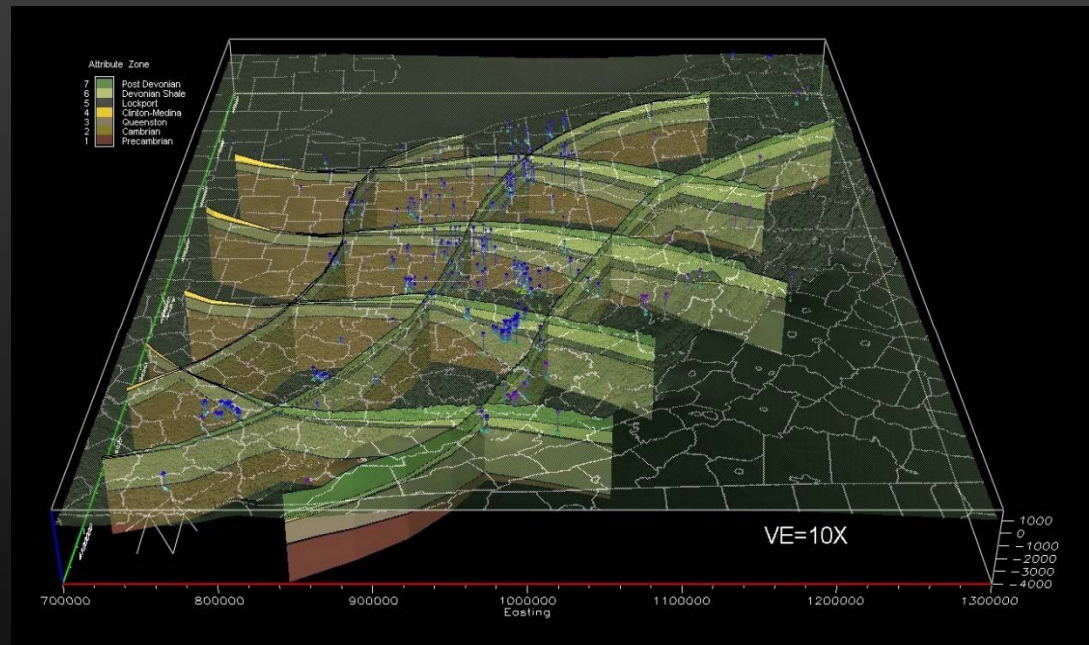 Attribute Zone
7 Post Devonian
6 Devonian Shale
5 Lockport
4 Clinton-Medina
3 Queenston
2 Cambrian
1 Precambrian
VE=10X
1000
0
-1000
-2000
-3000
-4000
700000 800000 900000 1000000 1100000 1200000 1300000
Easting